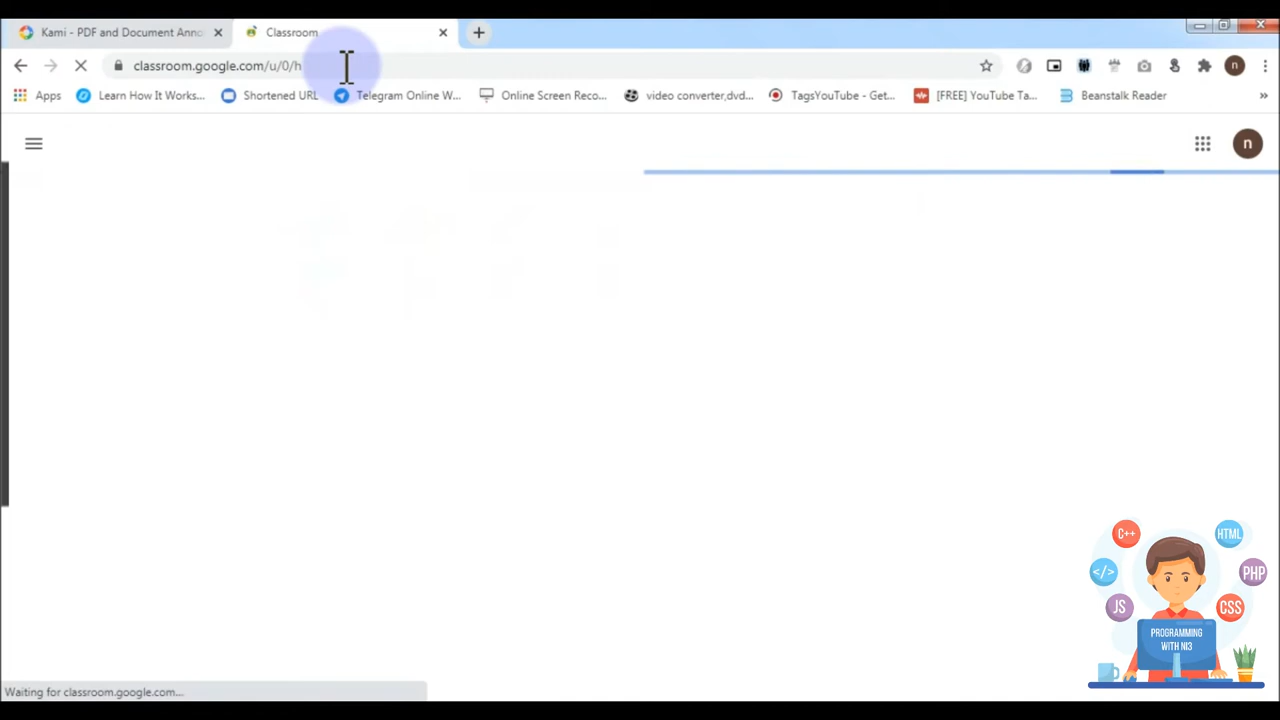 Kami - PDF and Document Anno
Classroom
classroom.google.com/u/0/h
n
Apps
Learn How It Works...
Shortened URL
Telegram Online W...
Online Screen Reco...
video converter,dvd...
TagsYouTube - Get...
[FREE] YouTube Ta...
Beanstalk Reader
»
n
C++
HTML
</>
PHP
JS
CSS
PROGRAMMING
WITH NI3
Waiting for classroom.google.com...